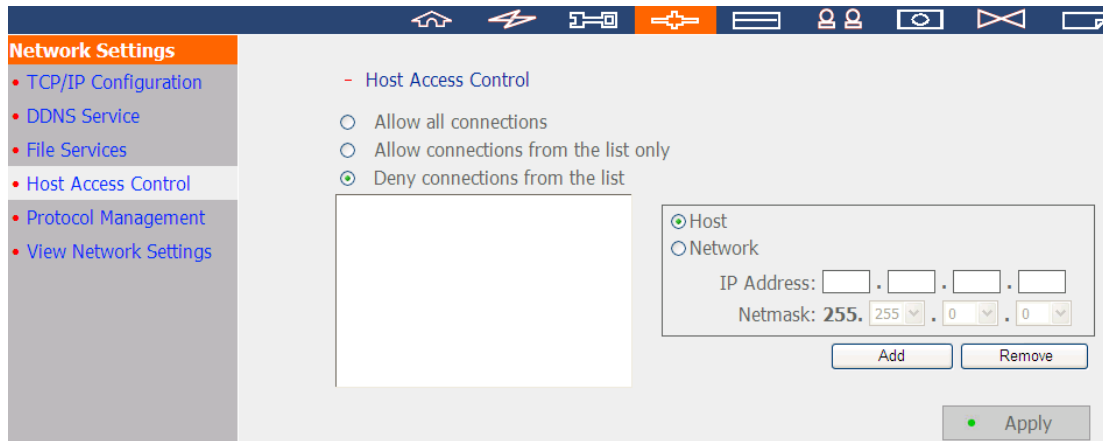 Network Settings
TCP/IP Configuration
DDNS Service
File Services
Host Access Control
Protocol Management
View Network Settings
- Host Access Control
Allow all connections
Allow connections from the list only
Deny connections from the list
Host
Network
IP Address: . . .
Netmask: 255. 255 . 0 . 0
Add Remove
Apply